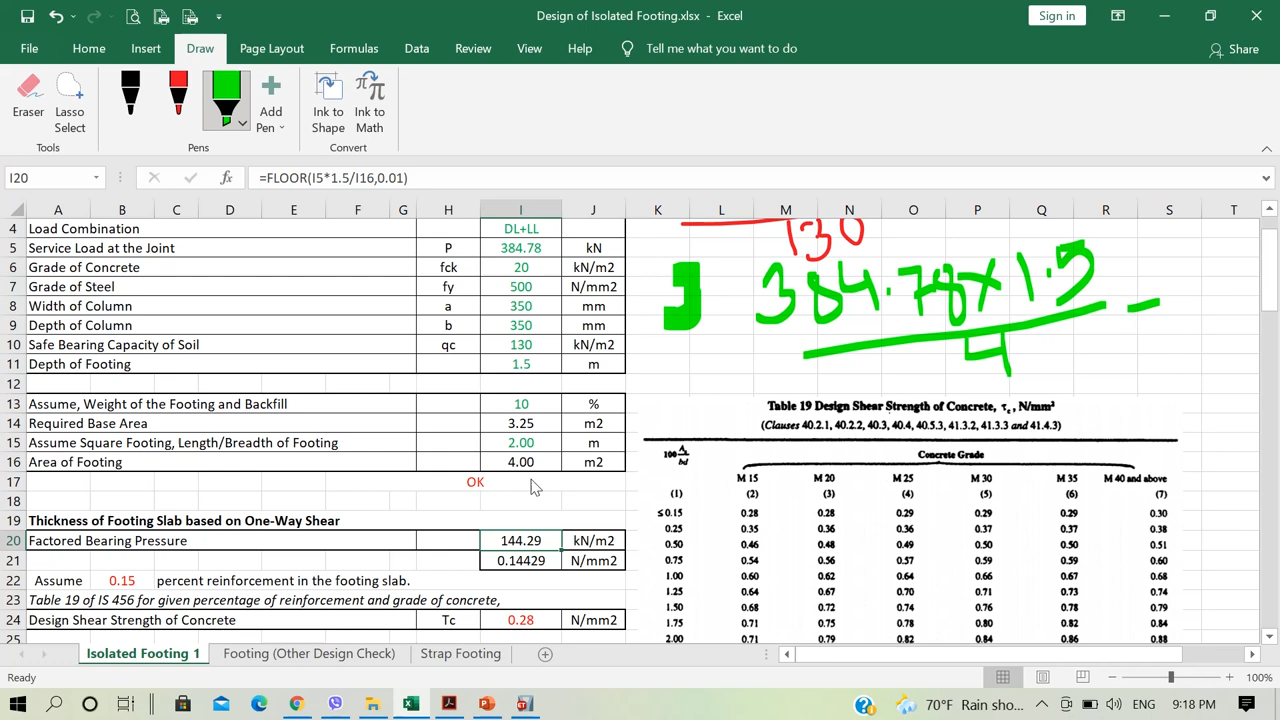 Design of Isolated Footing.xlsx - Excel
Sign in
File Home Insert Draw Page Layout Formulas Data Review View Help Tell me what you want to do Share
Eraser Lasso Select Add Pen Ink to Shape Ink to Math
Tools Pens Convert
I20 fx =FLOOR(I5*1.5/I16,0.01)
A B C D E F G H I J K L M N O P Q R S T
4 Load Combination DL+LL
5 Service Load at the Joint P 384.78 kN
6 Grade of Concrete fck 20 kN/m2
7 Grade of Steel fy 500 N/mm2
8 Width of Column a 350 mm
9 Depth of Column b 350 mm
10 Safe Bearing Capacity of Soil qc 130 kN/m2
11 Depth of Footing 1.5 m
12
13 Assume, Weight of the Footing and Backfill 10 %
14 Required Base Area 3.25 m2
15 Assume Square Footing, Length/Breadth of Footing 2.00 m
16 Area of Footing 4.00 m2
17 OK
18
19 Thickness of Footing Slab based on One-Way Shear
20 Factored Bearing Pressure 144.29 kN/m2
21 0.14429 N/mm2
22 Assume 0.15 percent reinforcement in the footing slab.
23 Table 19 of IS 456 for given percentage of reinforcement and grade of concrete,
24 Design Shear Strength of Concrete Tc 0.28 N/mm2
25
130
384.78 x 1.5
4
Table 19 Design Shear Strength of Concrete, τc, N/mm²
(Clauses 40.2.1, 40.2.2, 40.3, 40.4, 40.5.3, 41.3.2, 41.3.3 and 41.4.3)
100 As/bd Concrete Grade
M 15 M 20 M 25 M 30 M 35 M 40 and above
(1) (2) (3) (4) (5) (6) (7)
≤ 0.15 0.28 0.28 0.29 0.29 0.29 0.30
0.25 0.35 0.36 0.36 0.37 0.37 0.38
0.50 0.46 0.48 0.49 0.50 0.50 0.51
0.75 0.54 0.56 0.57 0.59 0.59 0.60
1.00 0.60 0.62 0.64 0.66 0.67 0.68
1.25 0.64 0.67 0.70 0.71 0.73 0.74
1.50 0.68 0.72 0.74 0.76 0.78 0.79
1.75 0.71 0.75 0.78 0.80 0.82 0.84
2.00 0.71 0.79 0.82 0.84 0.86 0.88
Isolated Footing 1 Footing (Other Design Check) Strap Footing
Ready 100%
70°F Rain sho... ENG 9:18 PM